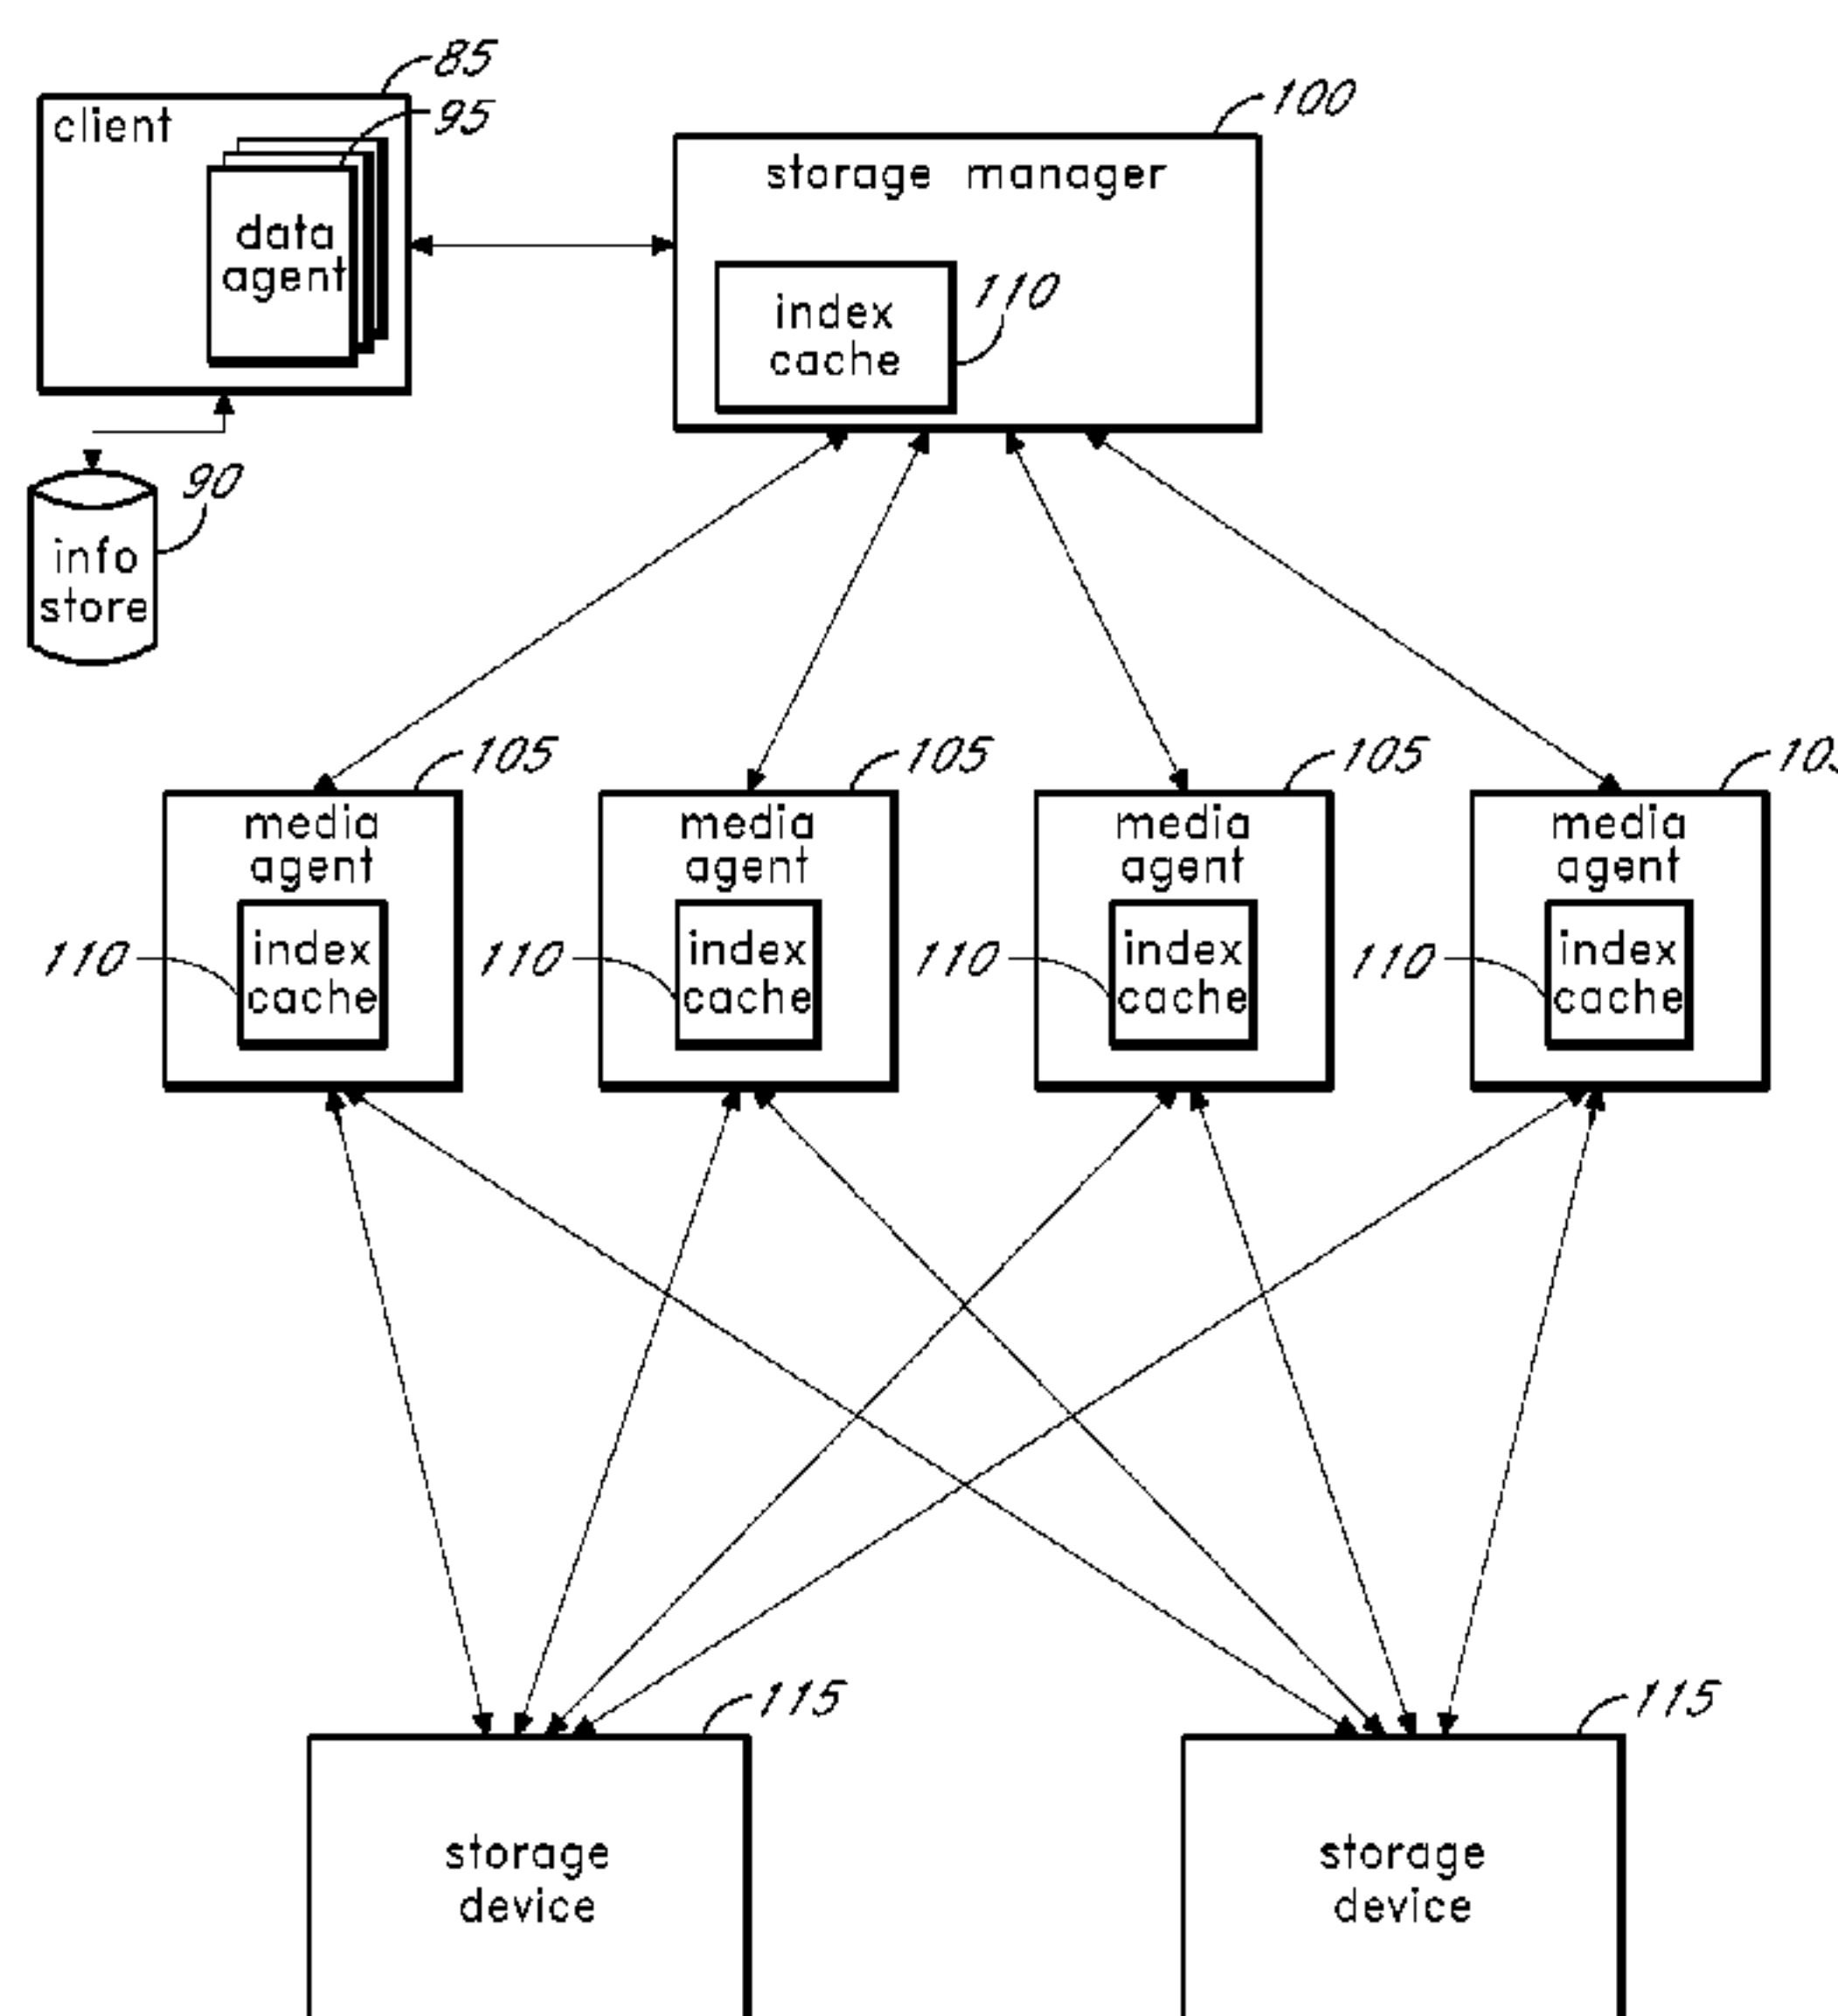 85
client
95
100
storage manager
data
agent
index
cache
110
90
info
store
105
105
105
media
agent
media
agent
media
agent
media
agent
110
index
cache
110
index
cache
110
index
cache
110
index
cache
115
115
storage
device
storage
device